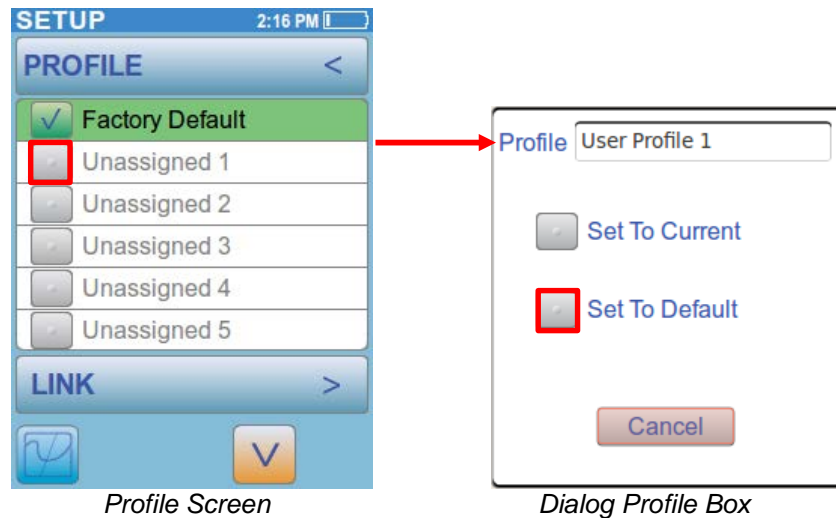 SETUP 2:16 PM
PROFILE <
Factory Default
Unassigned 1
Unassigned 2
Unassigned 3
Unassigned 4
Unassigned 5
LINK >
V
Profile Screen
Profile User Profile 1
Set To Current
Set To Default
Cancel
Dialog Profile Box